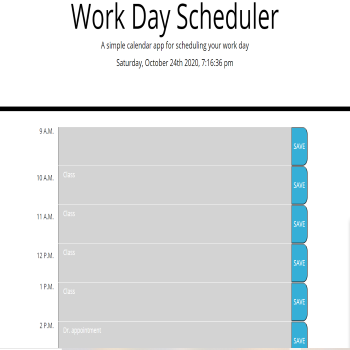 Work Day Scheduler
A simple calendar app for scheduling your work day
Saturday, October 24th 2020, 7:16:36 pm
9 A.M. SAVE
10 A.M. Class SAVE
11 A.M. Class SAVE
12 P.M. Class SAVE
1 P.M. Class SAVE
2 P.M. Dr. appointment SAVE